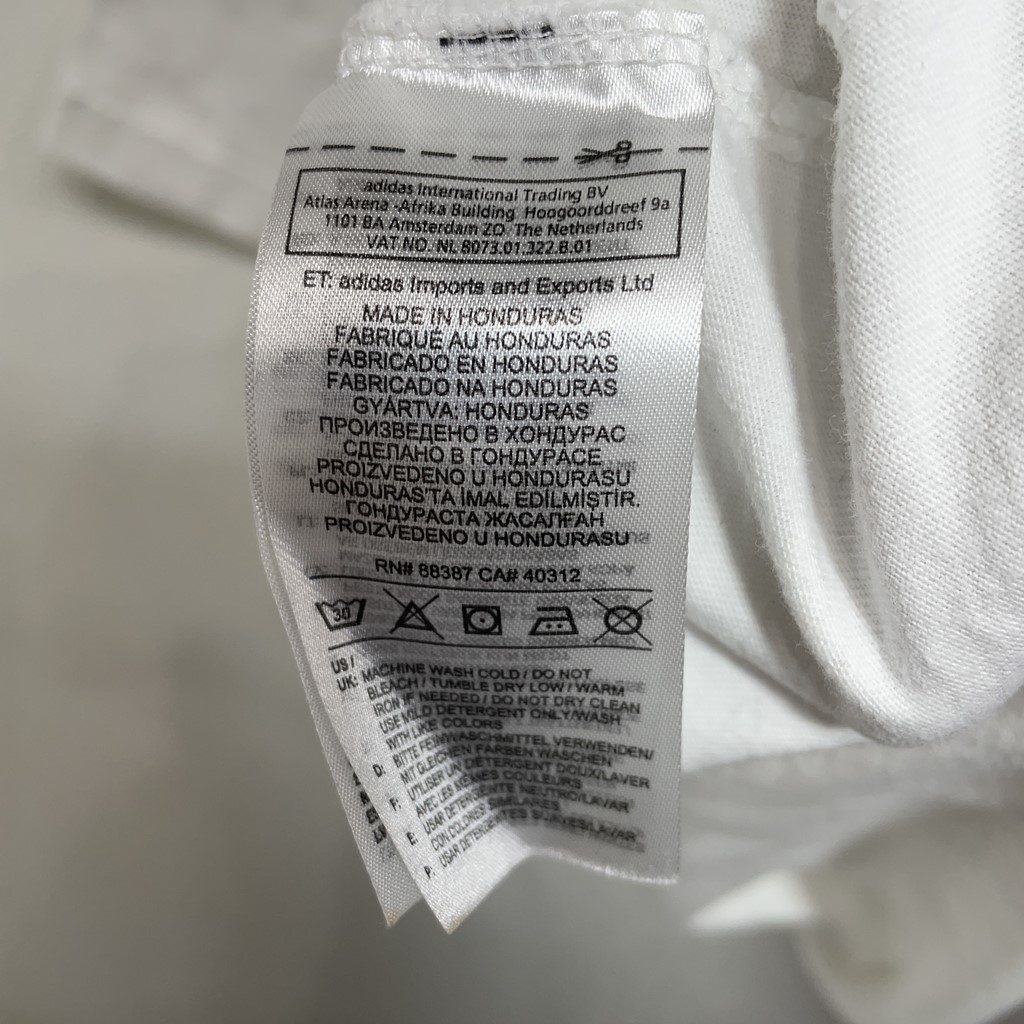 adidas International Trading BV
Atlas Arena -Afrika Building Hoogoorddreef 9a
1101 BA Amsterdam ZO The Netherlands
VAT NO. NL 8073.01.322.B.01
ET: adidas Imports and Exports Ltd
MADE IN HONDURAS
FABRIQUÉ AU HONDURAS
FABRICADO EN HONDURAS
FABRICADO NA HONDURAS
GYÁRTVA: HONDURAS
ПРОИЗВЕДЕНО В ХОНДУРАС
СДЕЛАНО В ГОНДУРАСЕ
PROIZVEDENO U HONDURASU
HONDURAS'TA İMAL EDİLMİŞTİR.
ГОНДУРАСТА ЖАСАЛҒАН
PROIZVEDENO U HONDURASU
RN# 88387 CA# 40312
30
US /
UK: MACHINE WASH COLD / DO NOT
BLEACH / TUMBLE DRY LOW / WARM
IRON IF NEEDED / DO NOT DRY CLEAN
USE MILD DETERGENT ONLY/WASH
WITH LIKE COLORS
D: BITTE FEINWASCHMITTEL VERWENDEN/
MIT GLEICHEN FARBEN WASCHEN
F: UTILISER UN DETERGENT DOUX/LAVER
AVEC LES MEMES COULEURS
E: USAR DETERGENTE NEUTRO/LAVAR
CON COLORES SIMILARES
P: USAR DETERGENTES SUAVES/LAVAR